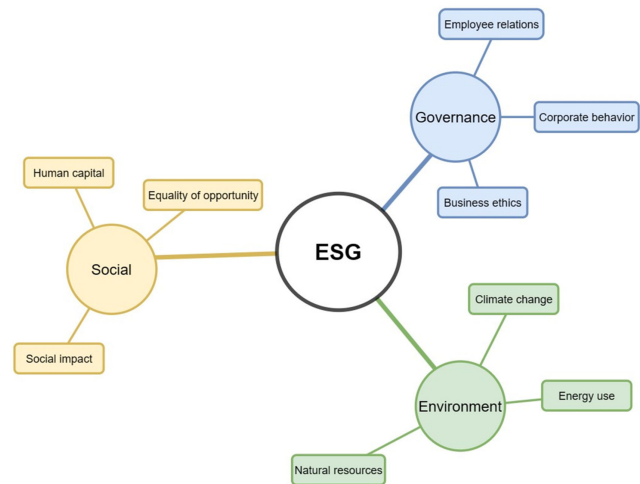 Employee relations
Governance
Corporate behavior
Business ethics
Human capital
Equality of opportunity
Social
Social impact
ESG
Climate change
Environment
Energy use
Natural resources